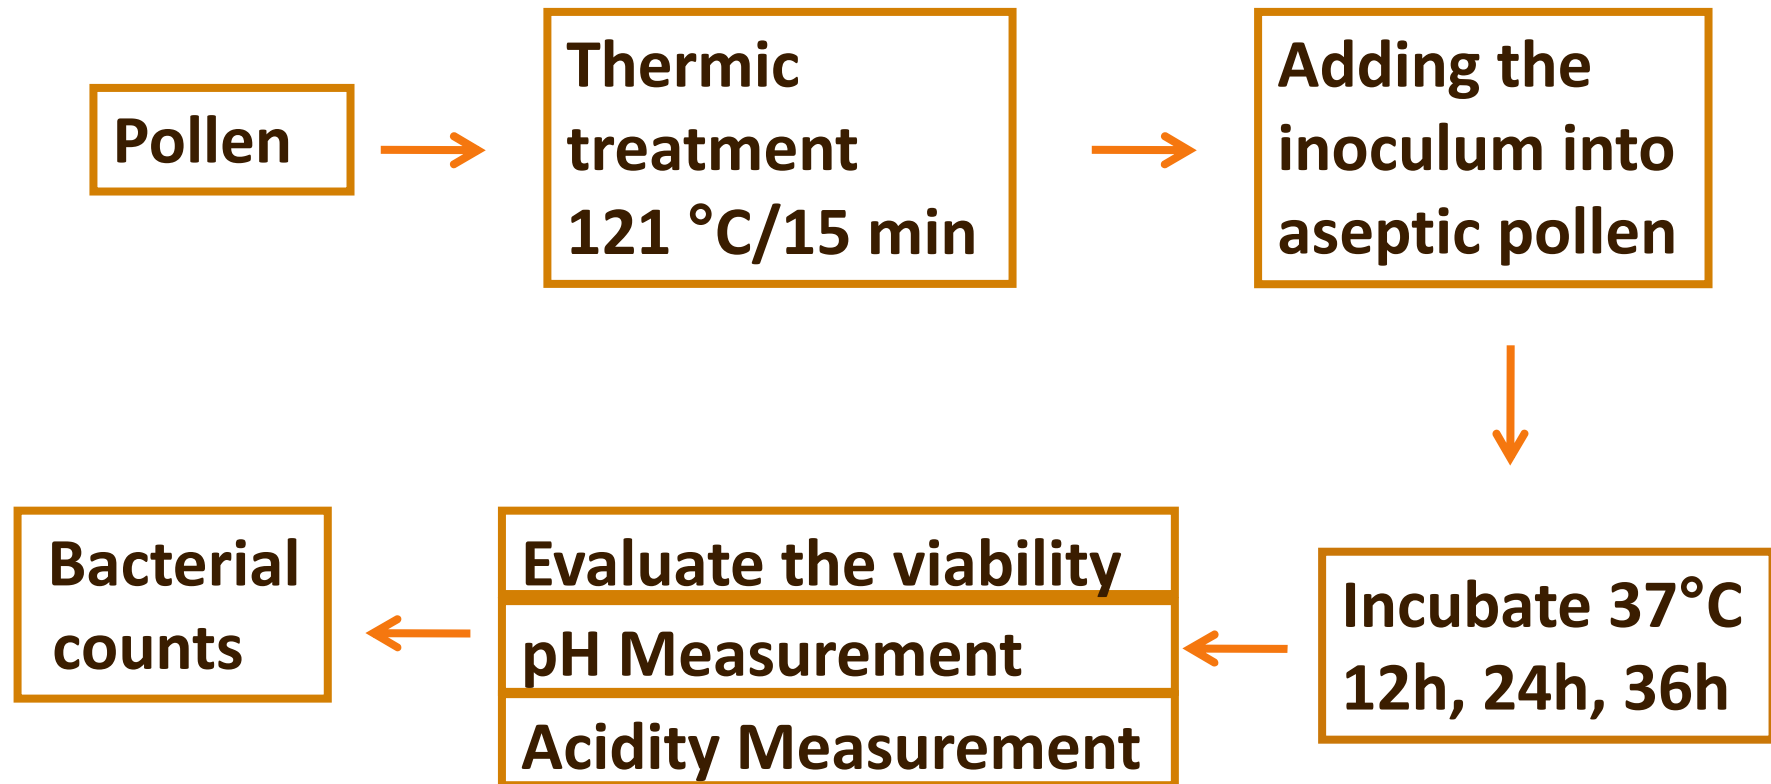 Pollen
Thermic
treatment
121 °C/15 min
Adding the
inoculum into
aseptic pollen
Incubate 37°C
12h, 24h, 36h
Evaluate the viability
pH Measurement
Acidity Measurement
Bacterial
counts